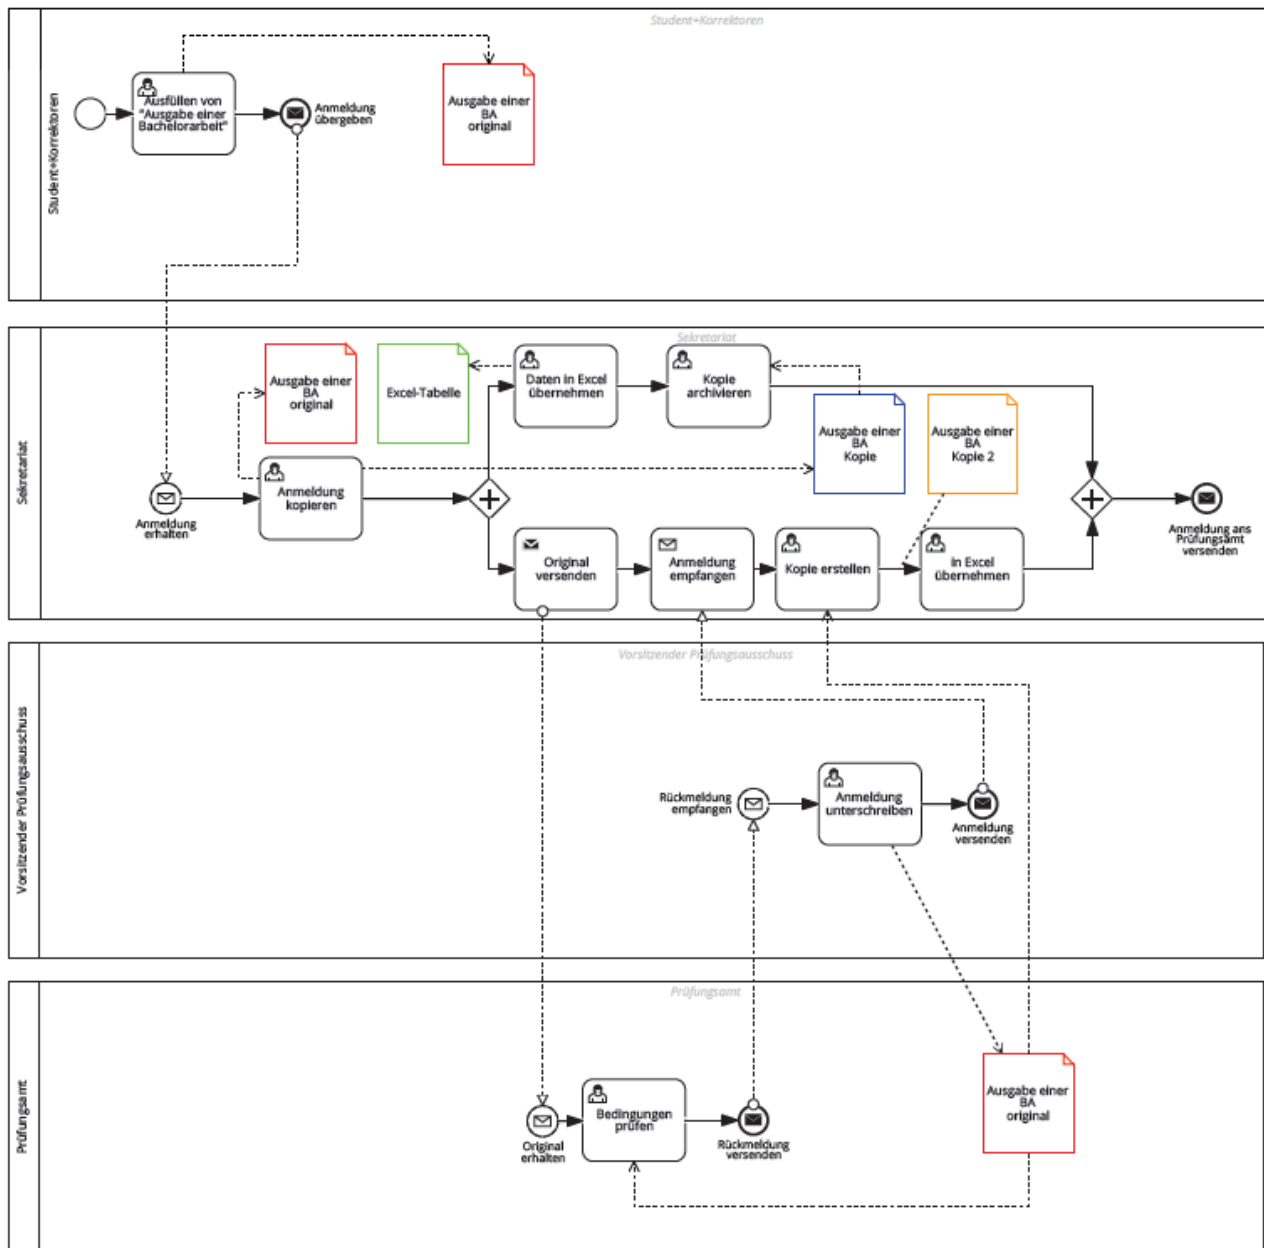 Student+Korrektoren
Student+Korrektoren
Ausfüllen von
"Ausgabe einer
Bachelorarbeit"
Anmeldung
übergeben
Ausgabe einer
BA
original
Sekretariat
Sekretariat
Ausgabe einer
BA
original
Excel-Tabelle
Daten in Excel
übernehmen
Kopie
archivieren
Ausgabe einer
BA
Kopie
Ausgabe einer
BA
Kopie 2
Anmeldung
erhalten
Anmeldung
kopieren
Original
versenden
Anmeldung
empfangen
Kopie erstellen
In Excel
übernehmen
Anmeldung ans
Prüfungsamt
versenden
Vorsitzender Prüfungsausschuss
Vorsitzender Prüfungsausschuss
Rückmeldung
empfangen
Anmeldung
unterschreiben
Anmeldung
versenden
Prüfungsamt
Prüfungsamt
Original
erhalten
Bedingungen
prüfen
Rückmeldung
versenden
Ausgabe einer
BA
original